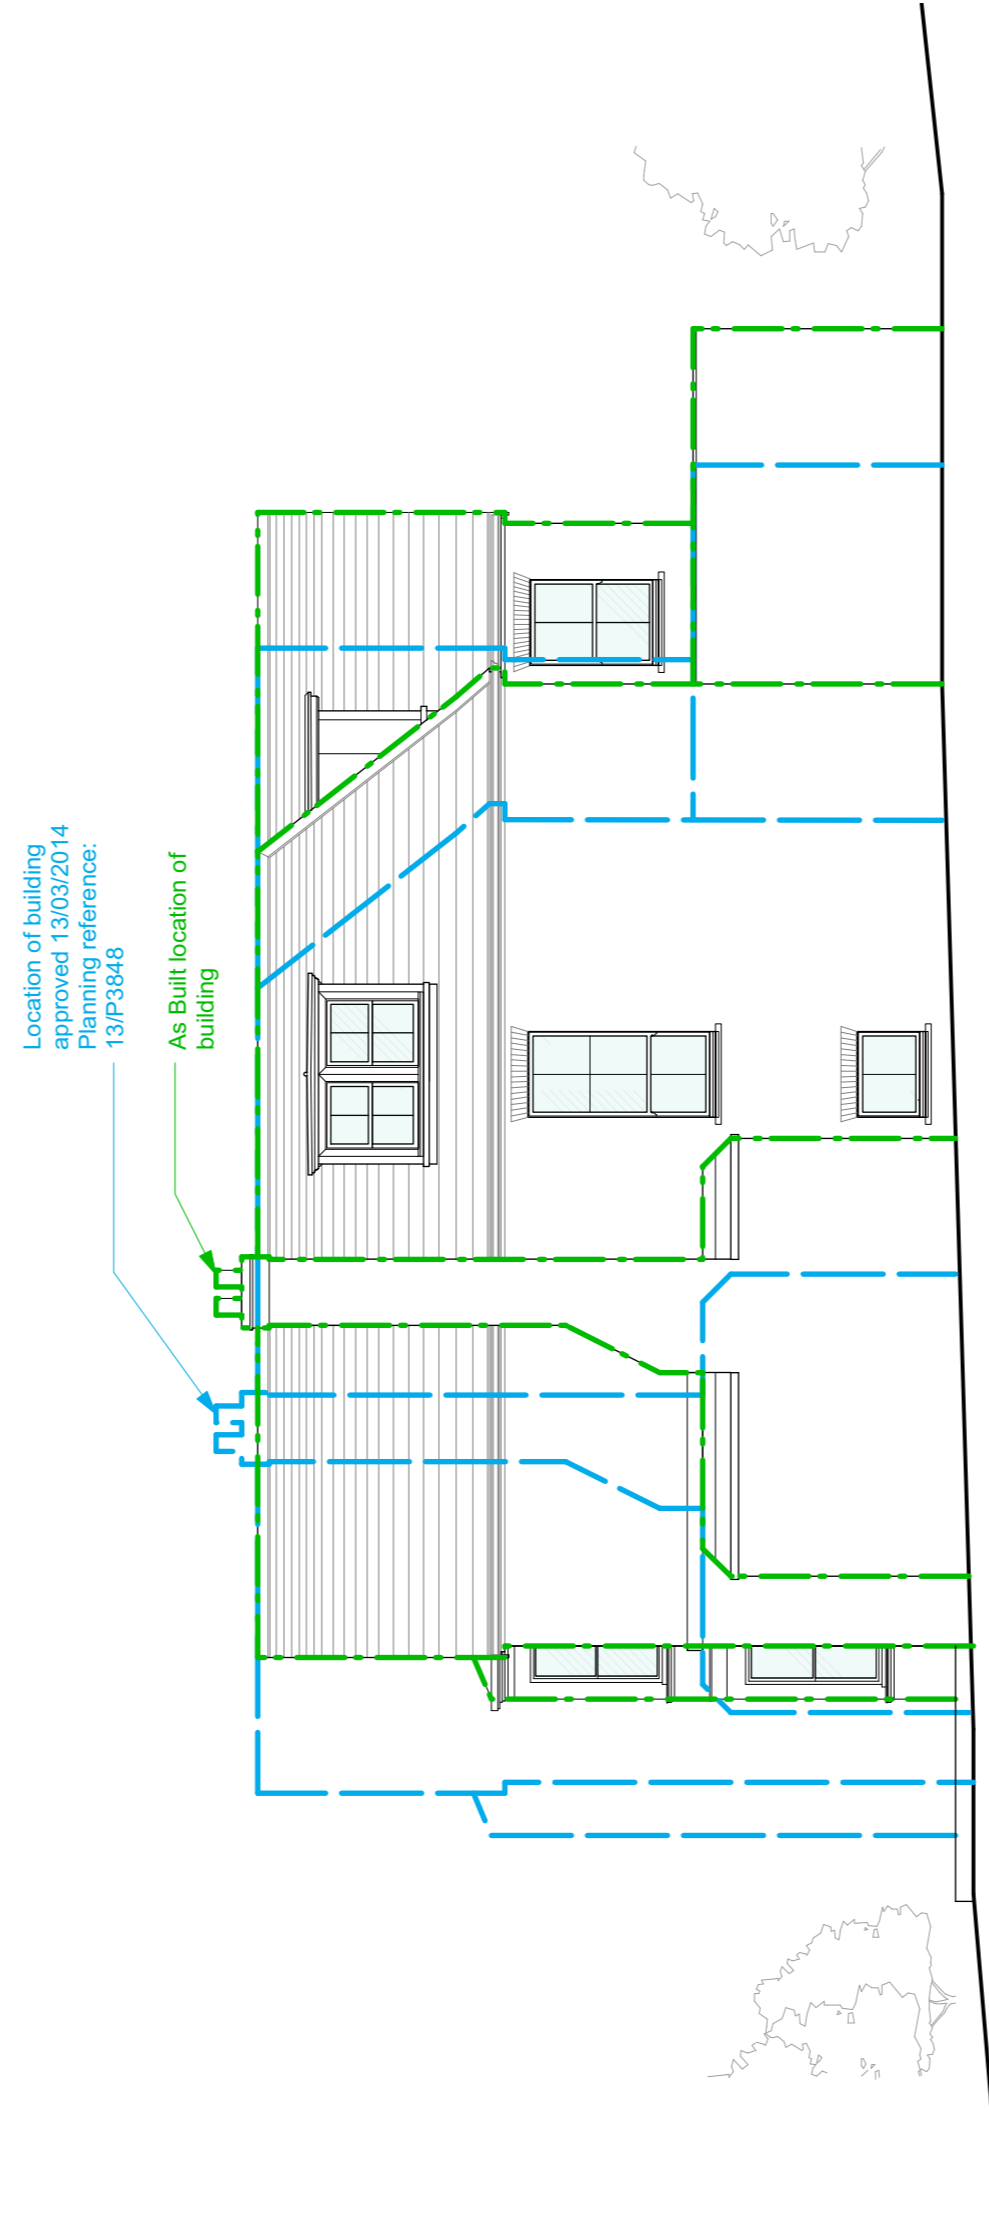 Location of building
approved 13/03/2014
Planning reference:
13/P3848
As Built location of
building